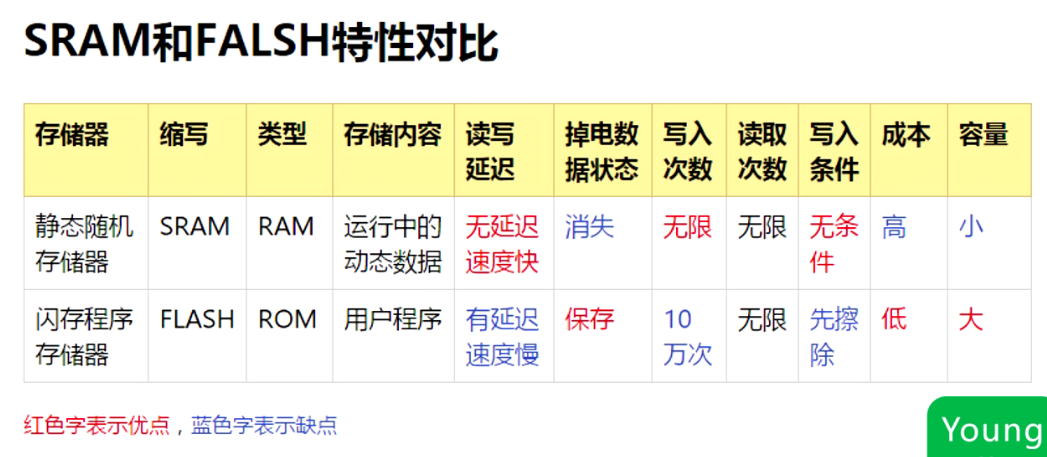 SRAM和FALSH特性对比
存储器 缩写 类型 存储内容 读写延迟 掉电数据状态 写入次数 读取次数 写入条件 成本 容量
静态随机存储器 SRAM RAM 运行中的动态数据 无延迟速度快 消失 无限 无限 无条件 高 小
闪存程序存储器 FLASH ROM 用户程序 有延迟速度慢 保存 10万次 无限 先擦除 低 大
红色字表示优点，蓝色字表示缺点
Young